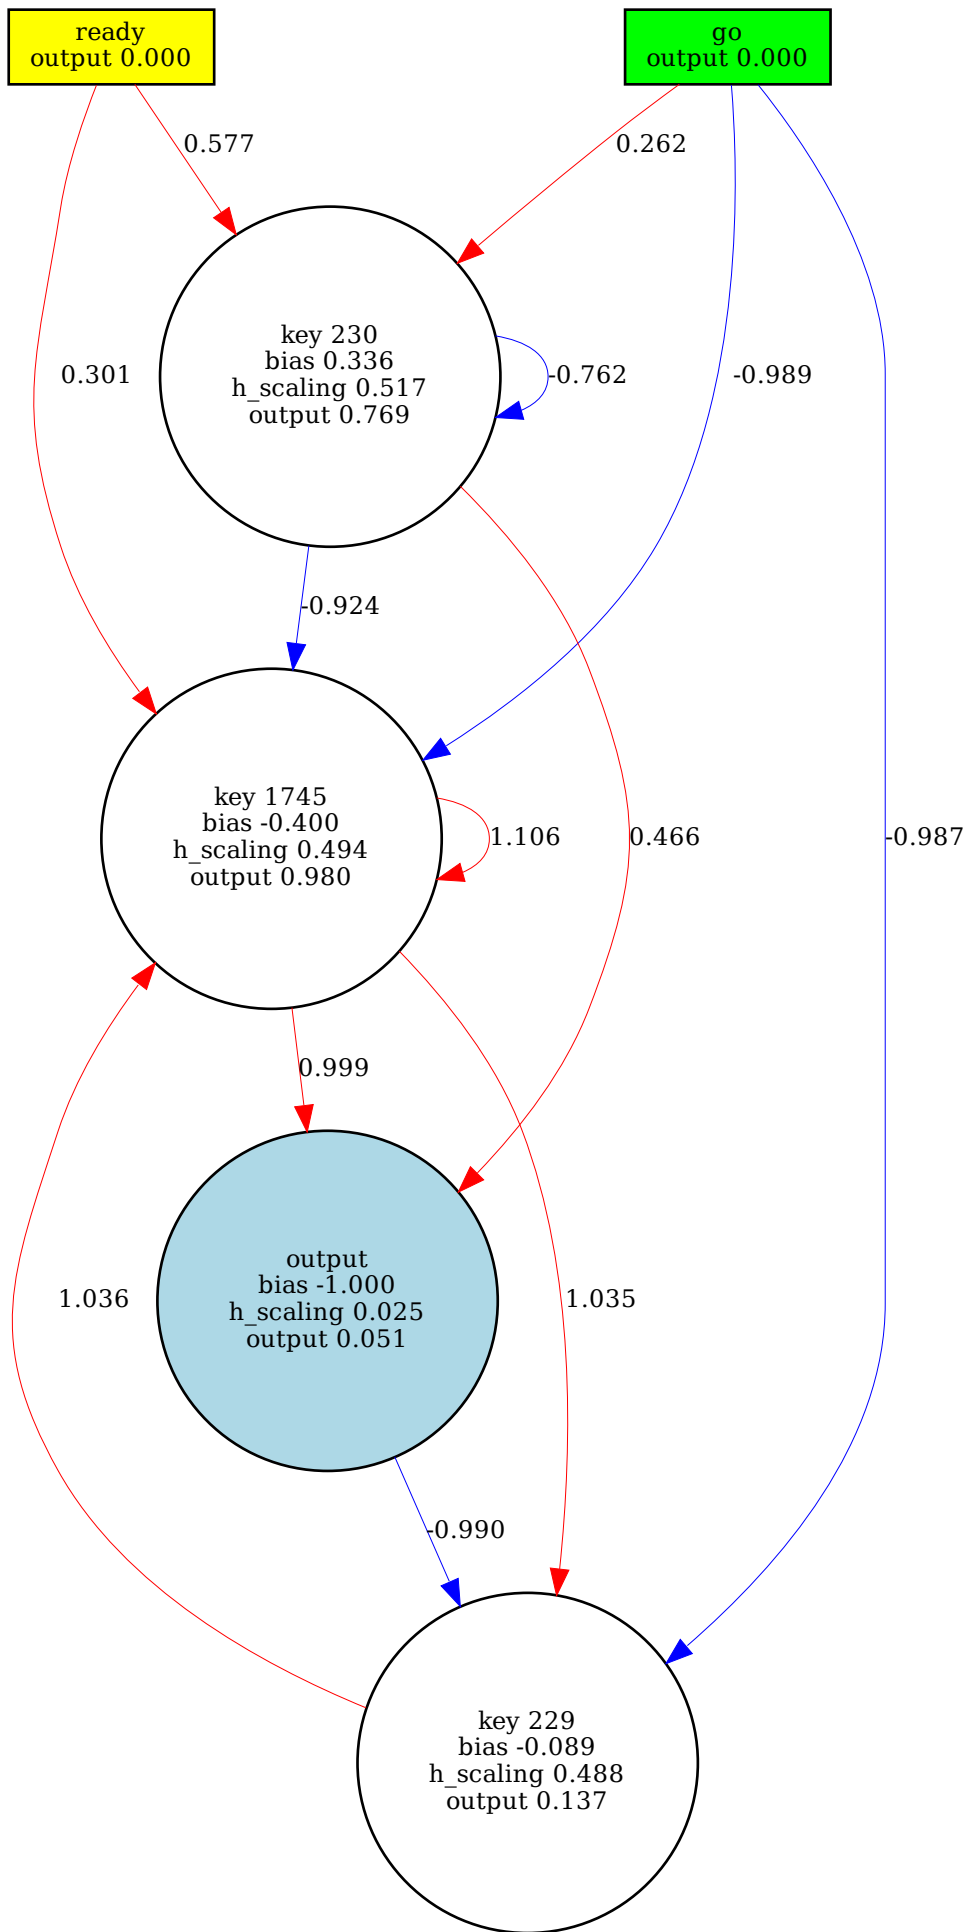 ready
output 0.000
go
output 0.000
0.577
0.262
key 230
bias 0.336
h_scaling 0.517
output 0.769
0.301
-0.762
-0.989
-0.924
key 1745
bias -0.400
h_scaling 0.494
output 0.980
1.106
0.466
-0.987
0.999
output
bias -1.000
h_scaling 0.025
output 0.051
1.036
1.035
-0.990
key 229
bias -0.089
h_scaling 0.488
output 0.137